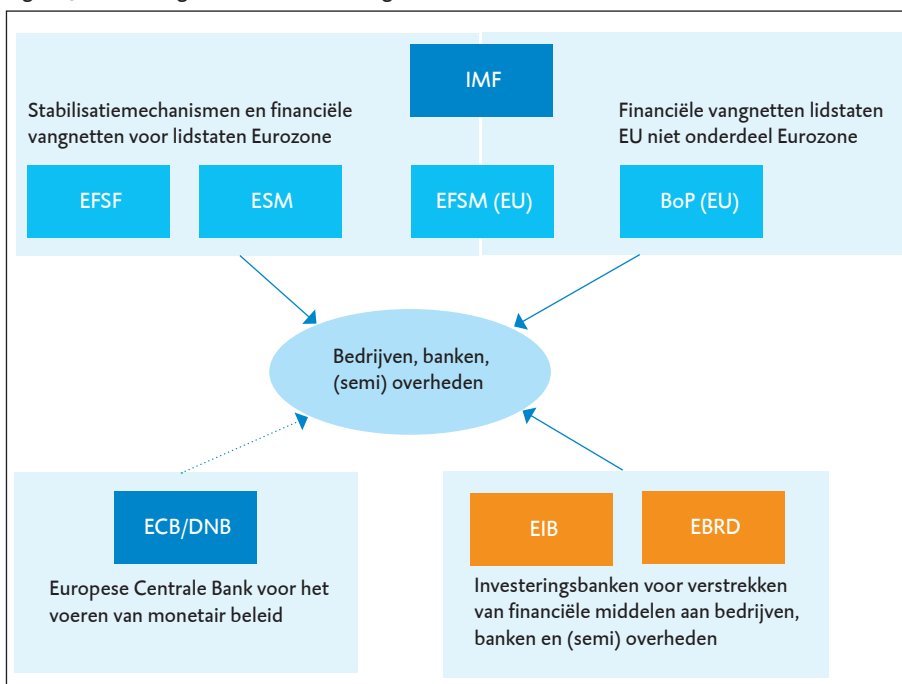 IMF
Stabilisatiemechanismen en financiële
vangnetten voor lidstaten Eurozone
Financiële vangnetten lidstaten
EU niet onderdeel Eurozone
EFSF
ESM
EFSM (EU)
BoP (EU)
Bedrijven, banken,
(semi) overheden
ECB/DNB
Europese Centrale Bank voor het
voeren van monetair beleid
EIB
EBRD
Investeringsbanken voor verstrekken
van financiële middelen aan bedrijven,
banken en (semi) overheden